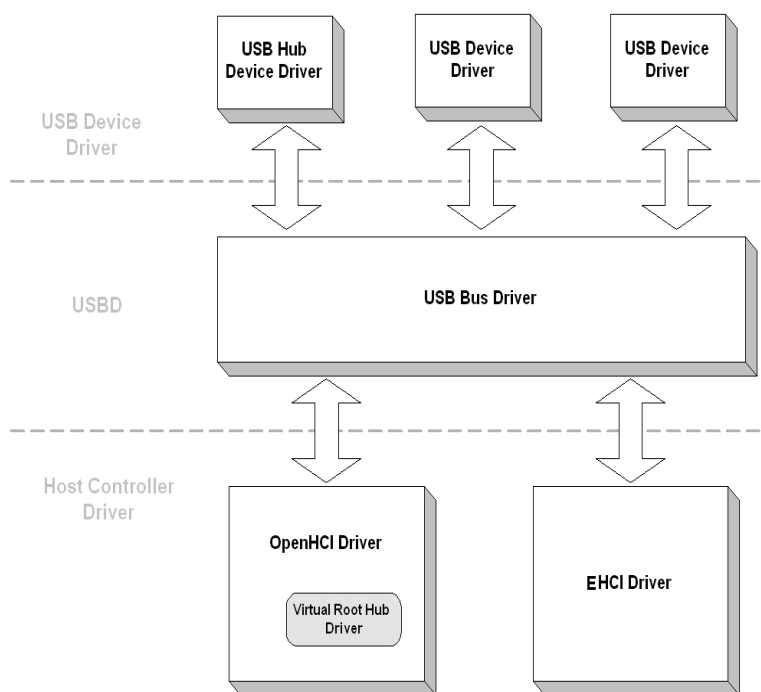 USB Hub
Device Driver
USB Device
Driver
USB Device
Driver
USB Device
Driver
USBD
USB Bus Driver
Host Controller
Driver
OpenHCI Driver
Virtual Root Hub
Driver
EHCI Driver